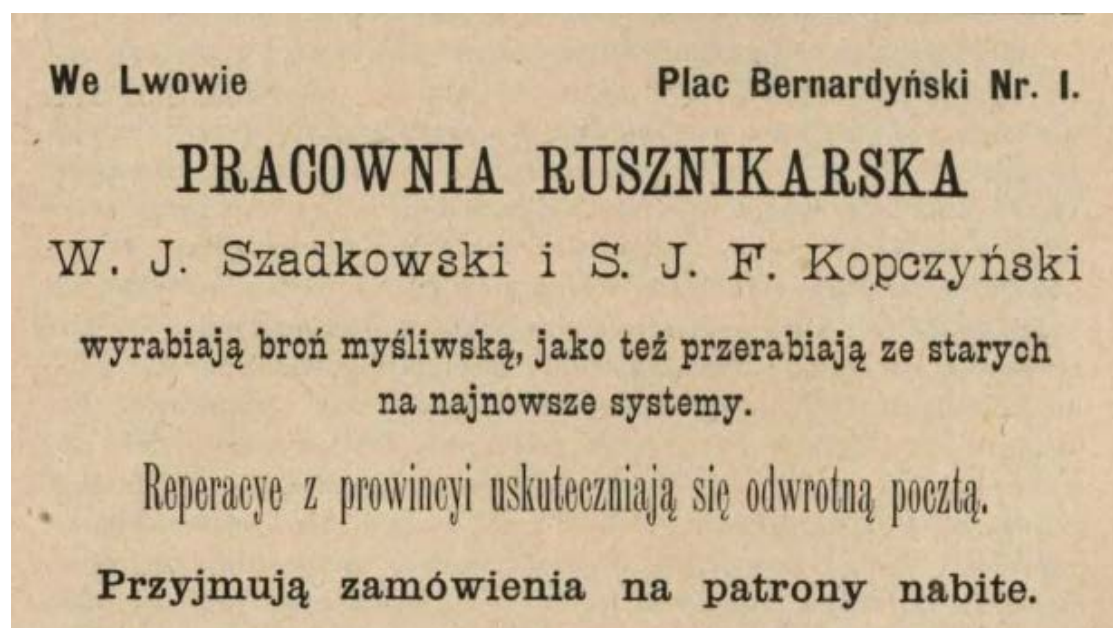 We Lwowie Plac Bernardyński Nr. 1.
PRACOWNIA RUSZNIKARSKA
W. J. Szadkowski i S. J. F. Kopczyński
wyrabiają broń myśliwską, jako też przerabiają ze starych
na najnowsze systemy.
Reperacye z prowincyi uskuteczniają się odwrotną pocztą.
Przyjmują zamówienia na patrony nabite.